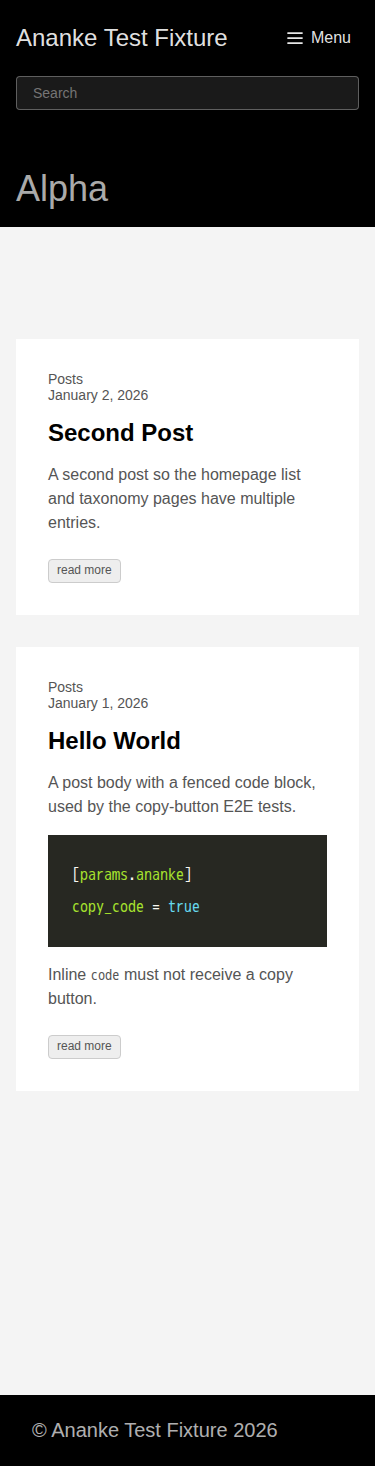 Ananke Test Fixture
Menu
Search
Alpha
Posts
January 2, 2026
Second Post
A second post so the homepage list
and taxonomy pages have multiple
entries.
read more
Posts
January 1, 2026
Hello World
A post body with a fenced code block,
used by the copy-button E2E tests.
[params.ananke]
copy_code = true
Inline code must not receive a copy
button.
read more
© Ananke Test Fixture 2026